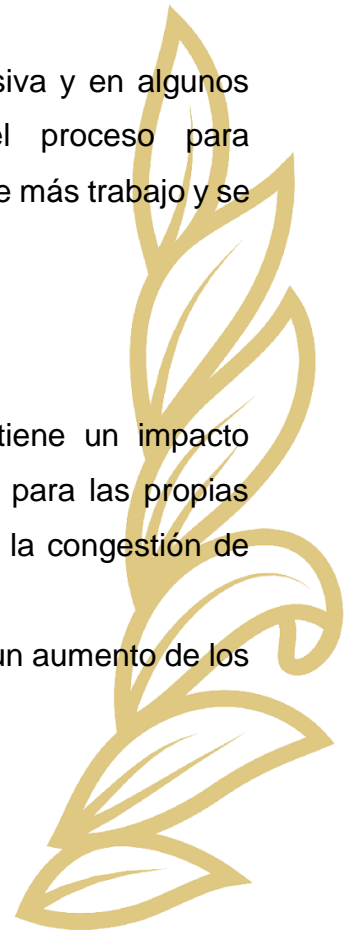 siva y en algunos
el proceso para
e más trabajo y se
tiene un impacto
para las propias
la congestión de
un aumento de los